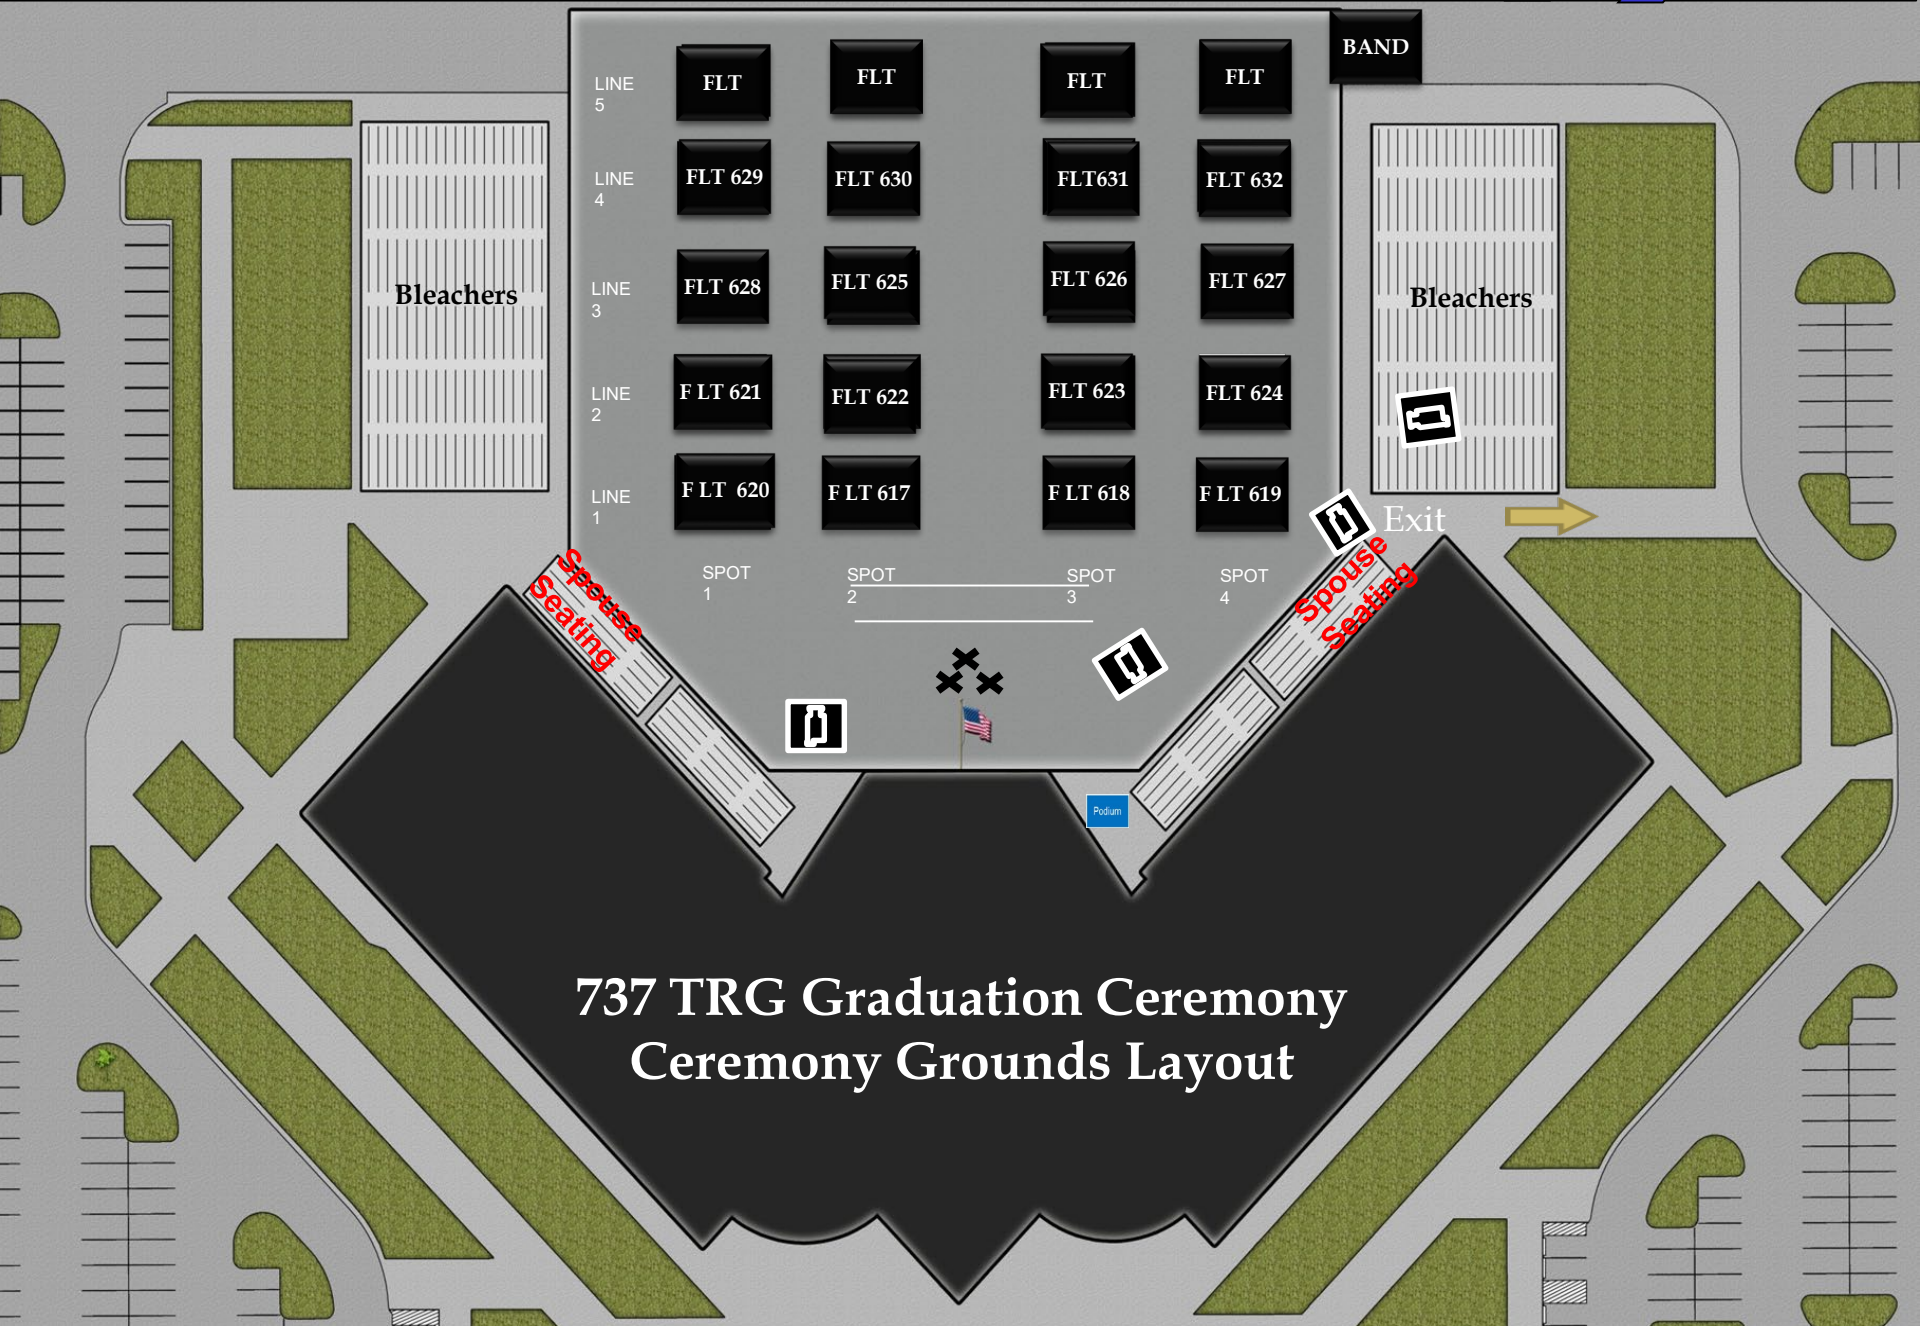 BAND
LINE
5
FLT
FLT
FLT
FLT
LINE
4
FLT 629
FLT 630
FLT631
FLT 632
Bleachers
LINE
3
FLT 628
FLT 625
FLT 626
FLT 627
Bleachers
LINE
2
F LT 621
FLT 622
FLT 623
FLT 624
LINE
1
F LT  620
F LT 617
F LT 618
F LT 619
Exit
SPOT
1
SPOT
2
SPOT
3
SPOT
4
Spouse
Seating
Spouse
Seating
Podium
737 TRG Graduation Ceremony
Ceremony Grounds Layout